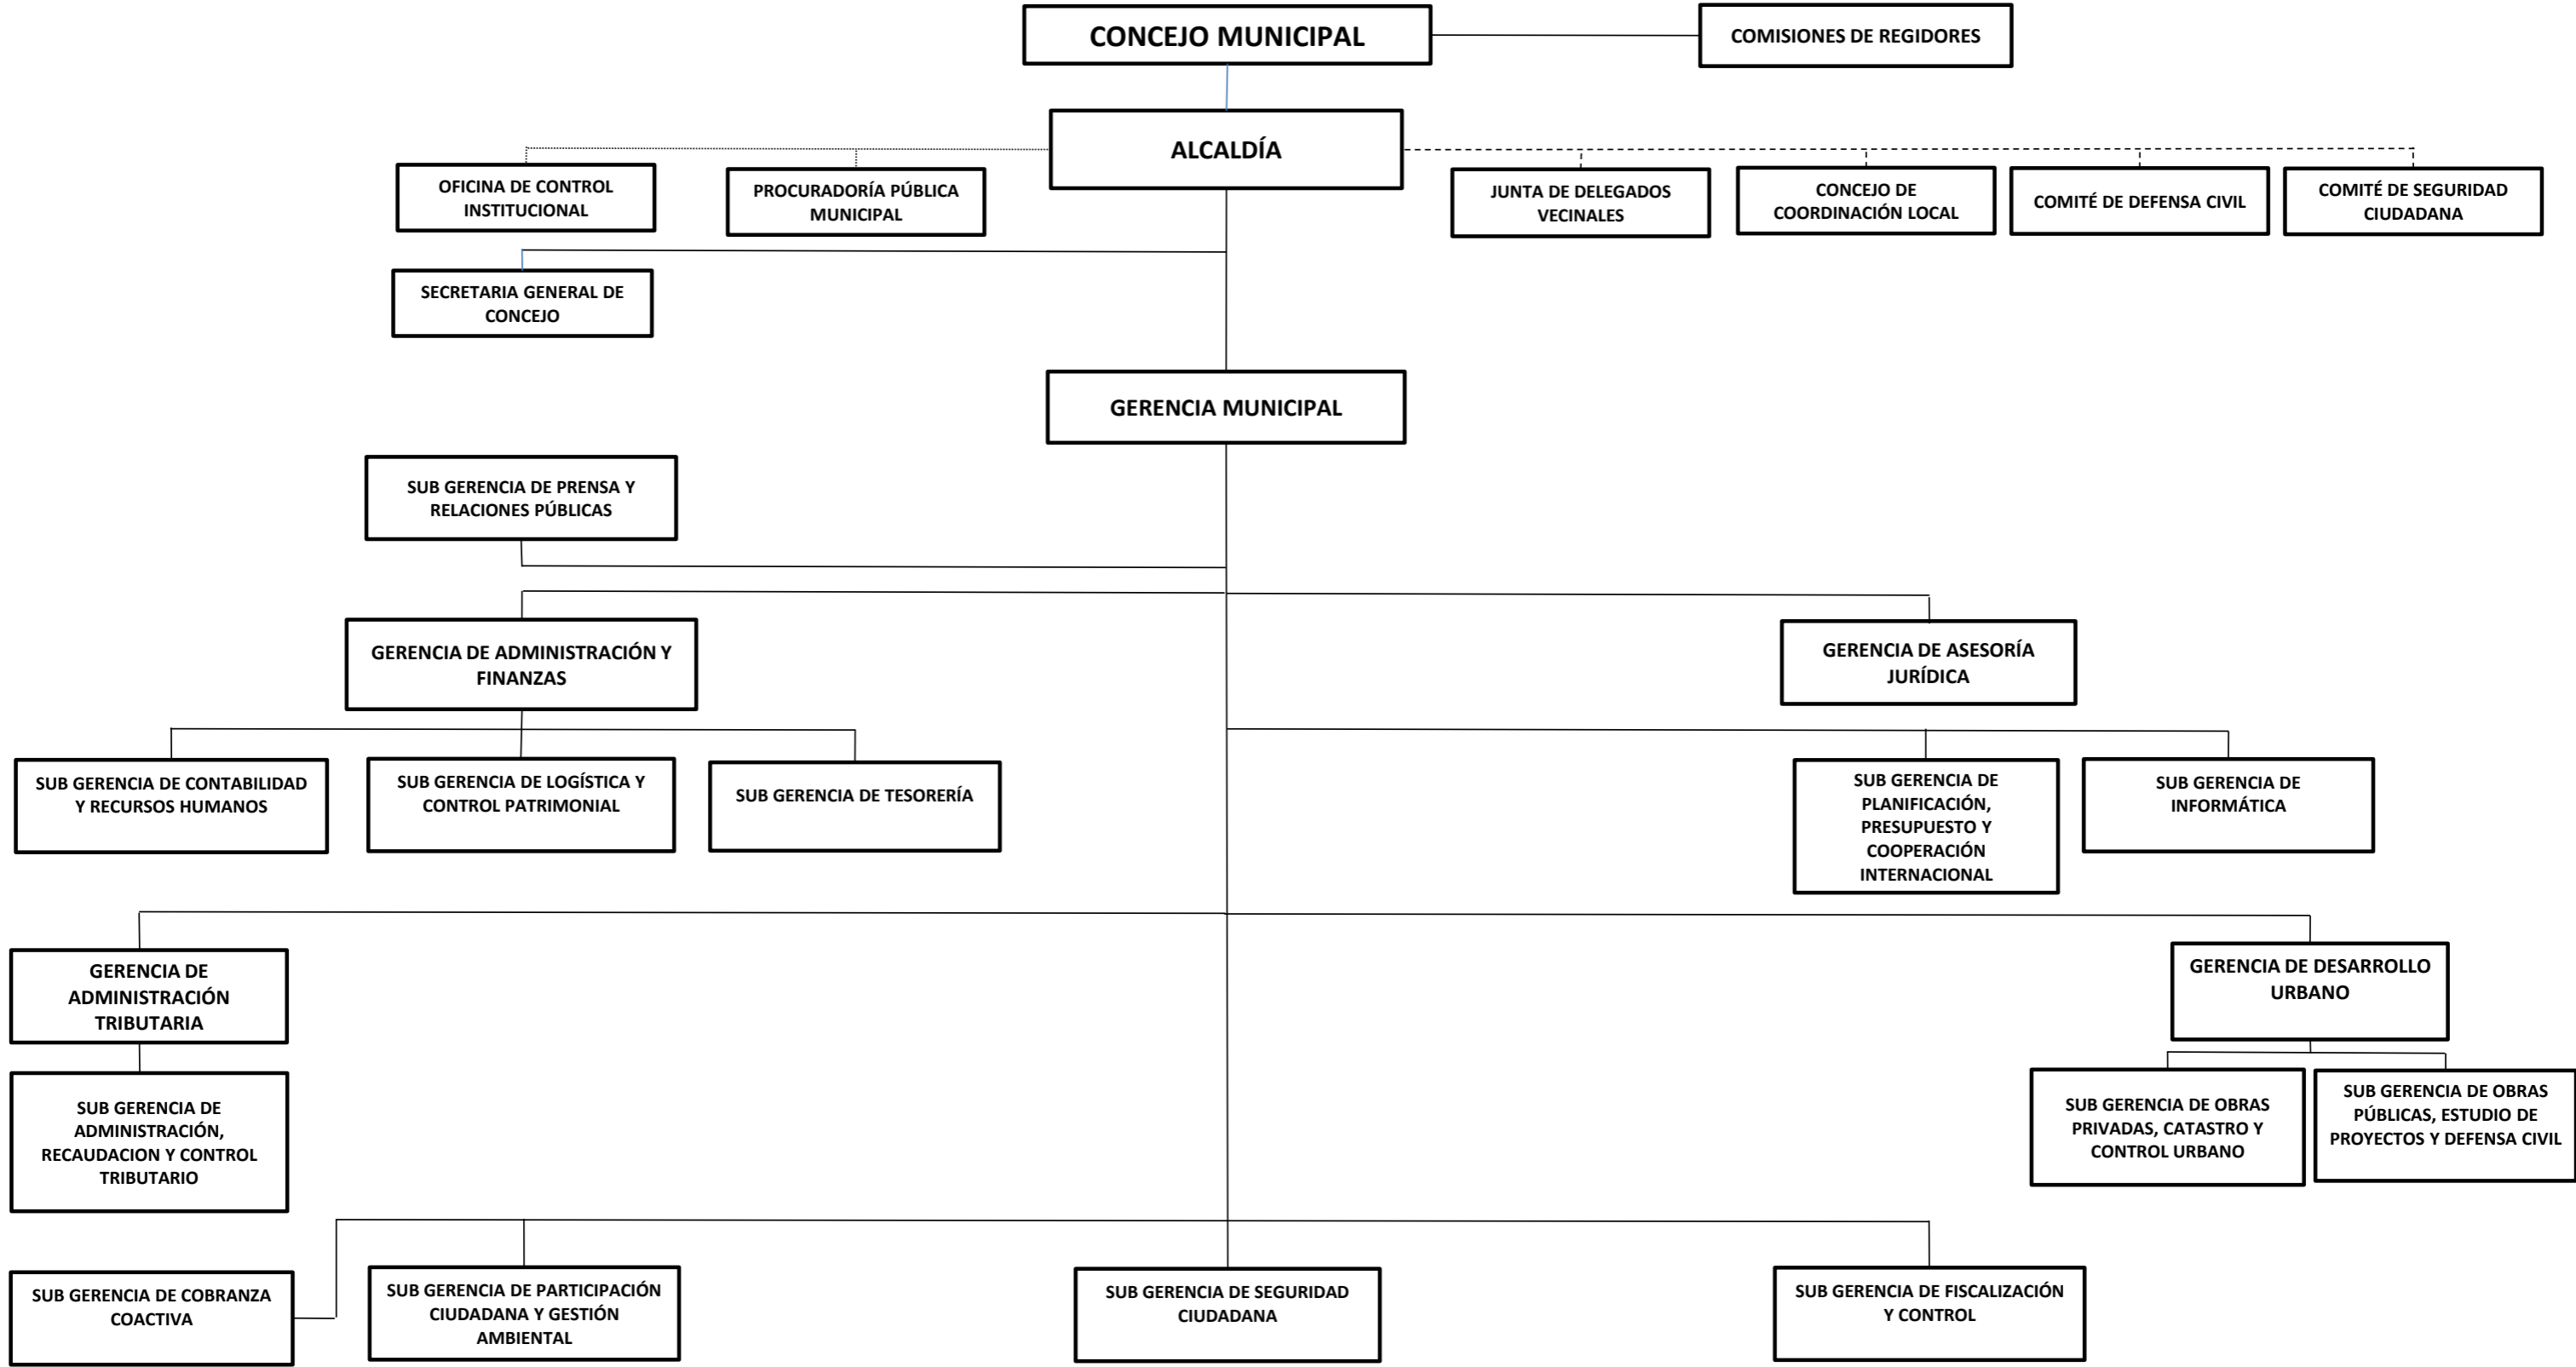 CONCEJO MUNICIPAL
COMISIONES DE REGIDORES
ALCALDÍA
OFICINA DE CONTROL
INSTITUCIONAL
PROCURADORÍA PÚBLICA
MUNICIPAL
JUNTA DE DELEGADOS
VECINALES
CONCEJO DE
COORDINACIÓN LOCAL
COMITÉ DE DEFENSA CIVIL
COMITÉ DE SEGURIDAD
CIUDADANA
SECRETARIA GENERAL DE
CONCEJO
GERENCIA MUNICIPAL
SUB GERENCIA DE PRENSA Y
RELACIONES PÚBLICAS
GERENCIA DE ADMINISTRACIÓN Y
FINANZAS
GERENCIA DE ASESORÍA
JURÍDICA
SUB GERENCIA DE CONTABILIDAD
Y RECURSOS HUMANOS
SUB GERENCIA DE LOGÍSTICA Y
CONTROL PATRIMONIAL
SUB GERENCIA DE TESORERÍA
SUB GERENCIA DE
PLANIFICACIÓN,
PRESUPUESTO Y
COOPERACIÓN
INTERNACIONAL
SUB GERENCIA DE
INFORMÁTICA
GERENCIA DE
ADMINISTRACIÓN
TRIBUTARIA
GERENCIA DE DESARROLLO
URBANO
SUB GERENCIA DE
ADMINISTRACIÓN,
RECAUDACION Y CONTROL
TRIBUTARIO
SUB GERENCIA DE OBRAS
PRIVADAS, CATASTRO Y
CONTROL URBANO
SUB GERENCIA DE OBRAS
PÚBLICAS, ESTUDIO DE
PROYECTOS Y DEFENSA CIVIL
SUB GERENCIA DE COBRANZA
COACTIVA
SUB GERENCIA DE PARTICIPACIÓN
CIUDADANA Y GESTIÓN
AMBIENTAL
SUB GERENCIA DE SEGURIDAD
CIUDADANA
SUB GERENCIA DE FISCALIZACIÓN
Y CONTROL